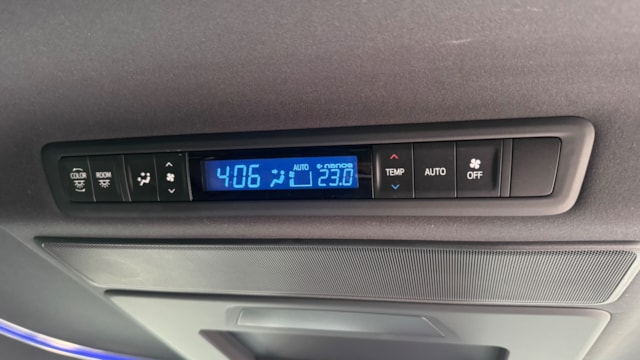 COLOR
ROOM
4:06
AUTO
nanoe
23.0
TEMP
AUTO
OFF